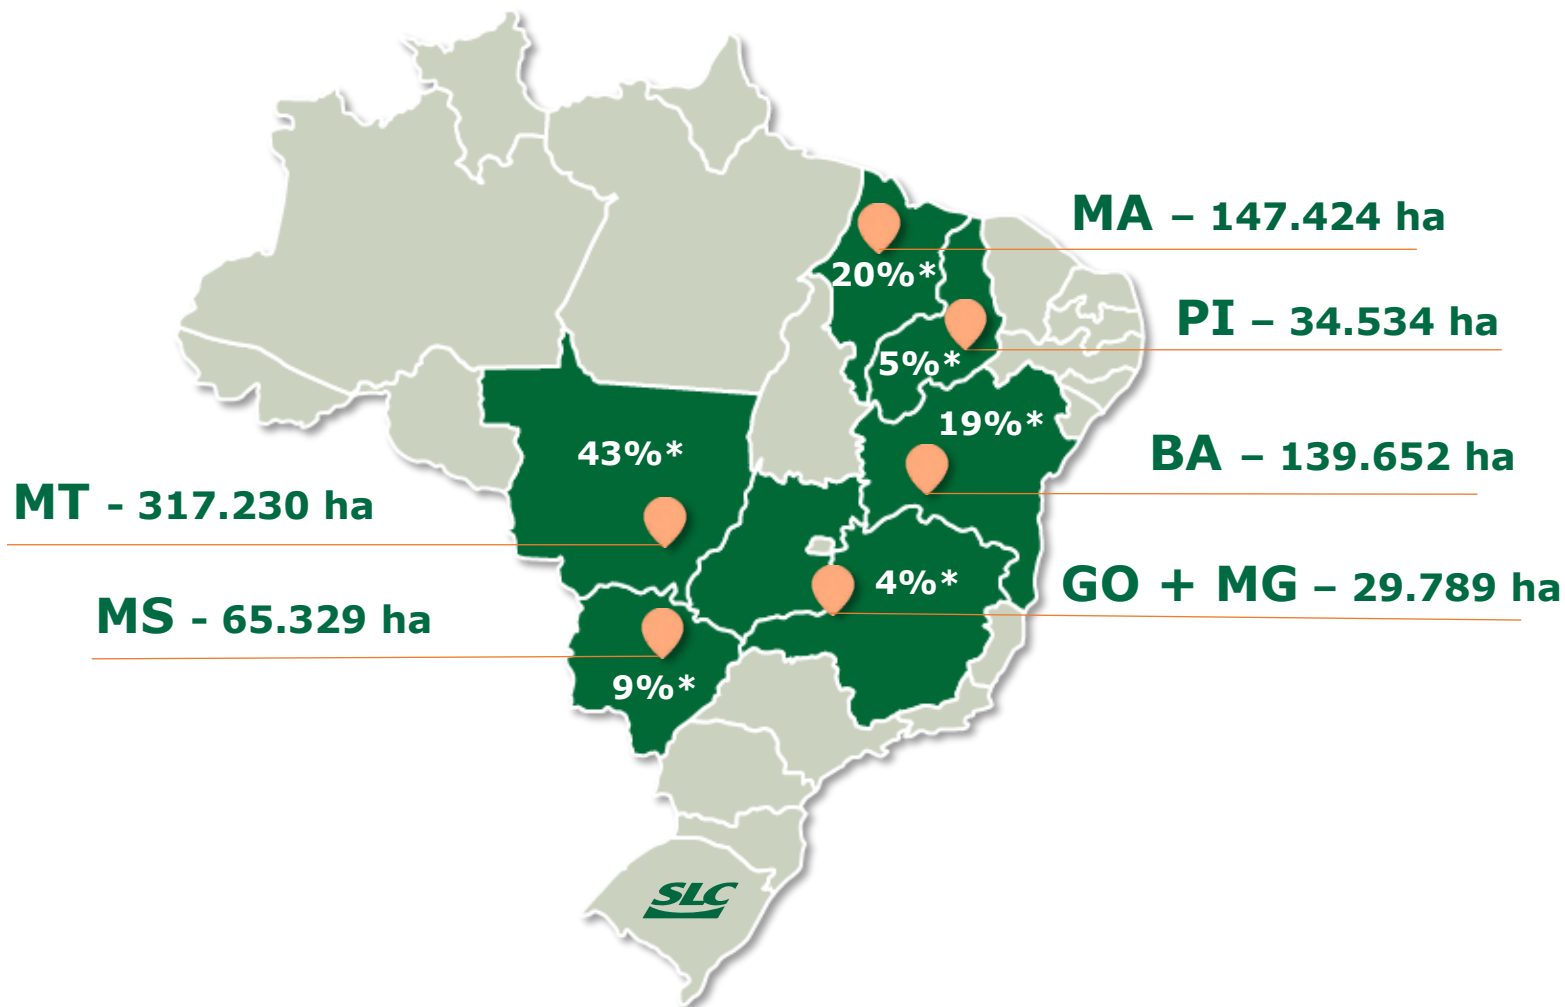 MA – 147.424 ha
20%*
PI – 34.534 ha
5%*
19%*
43%*
BA – 139.652 ha
MT - 317.230 ha
4%*
GO + MG – 29.789 ha
MS - 65.329 ha
9%*
SLC